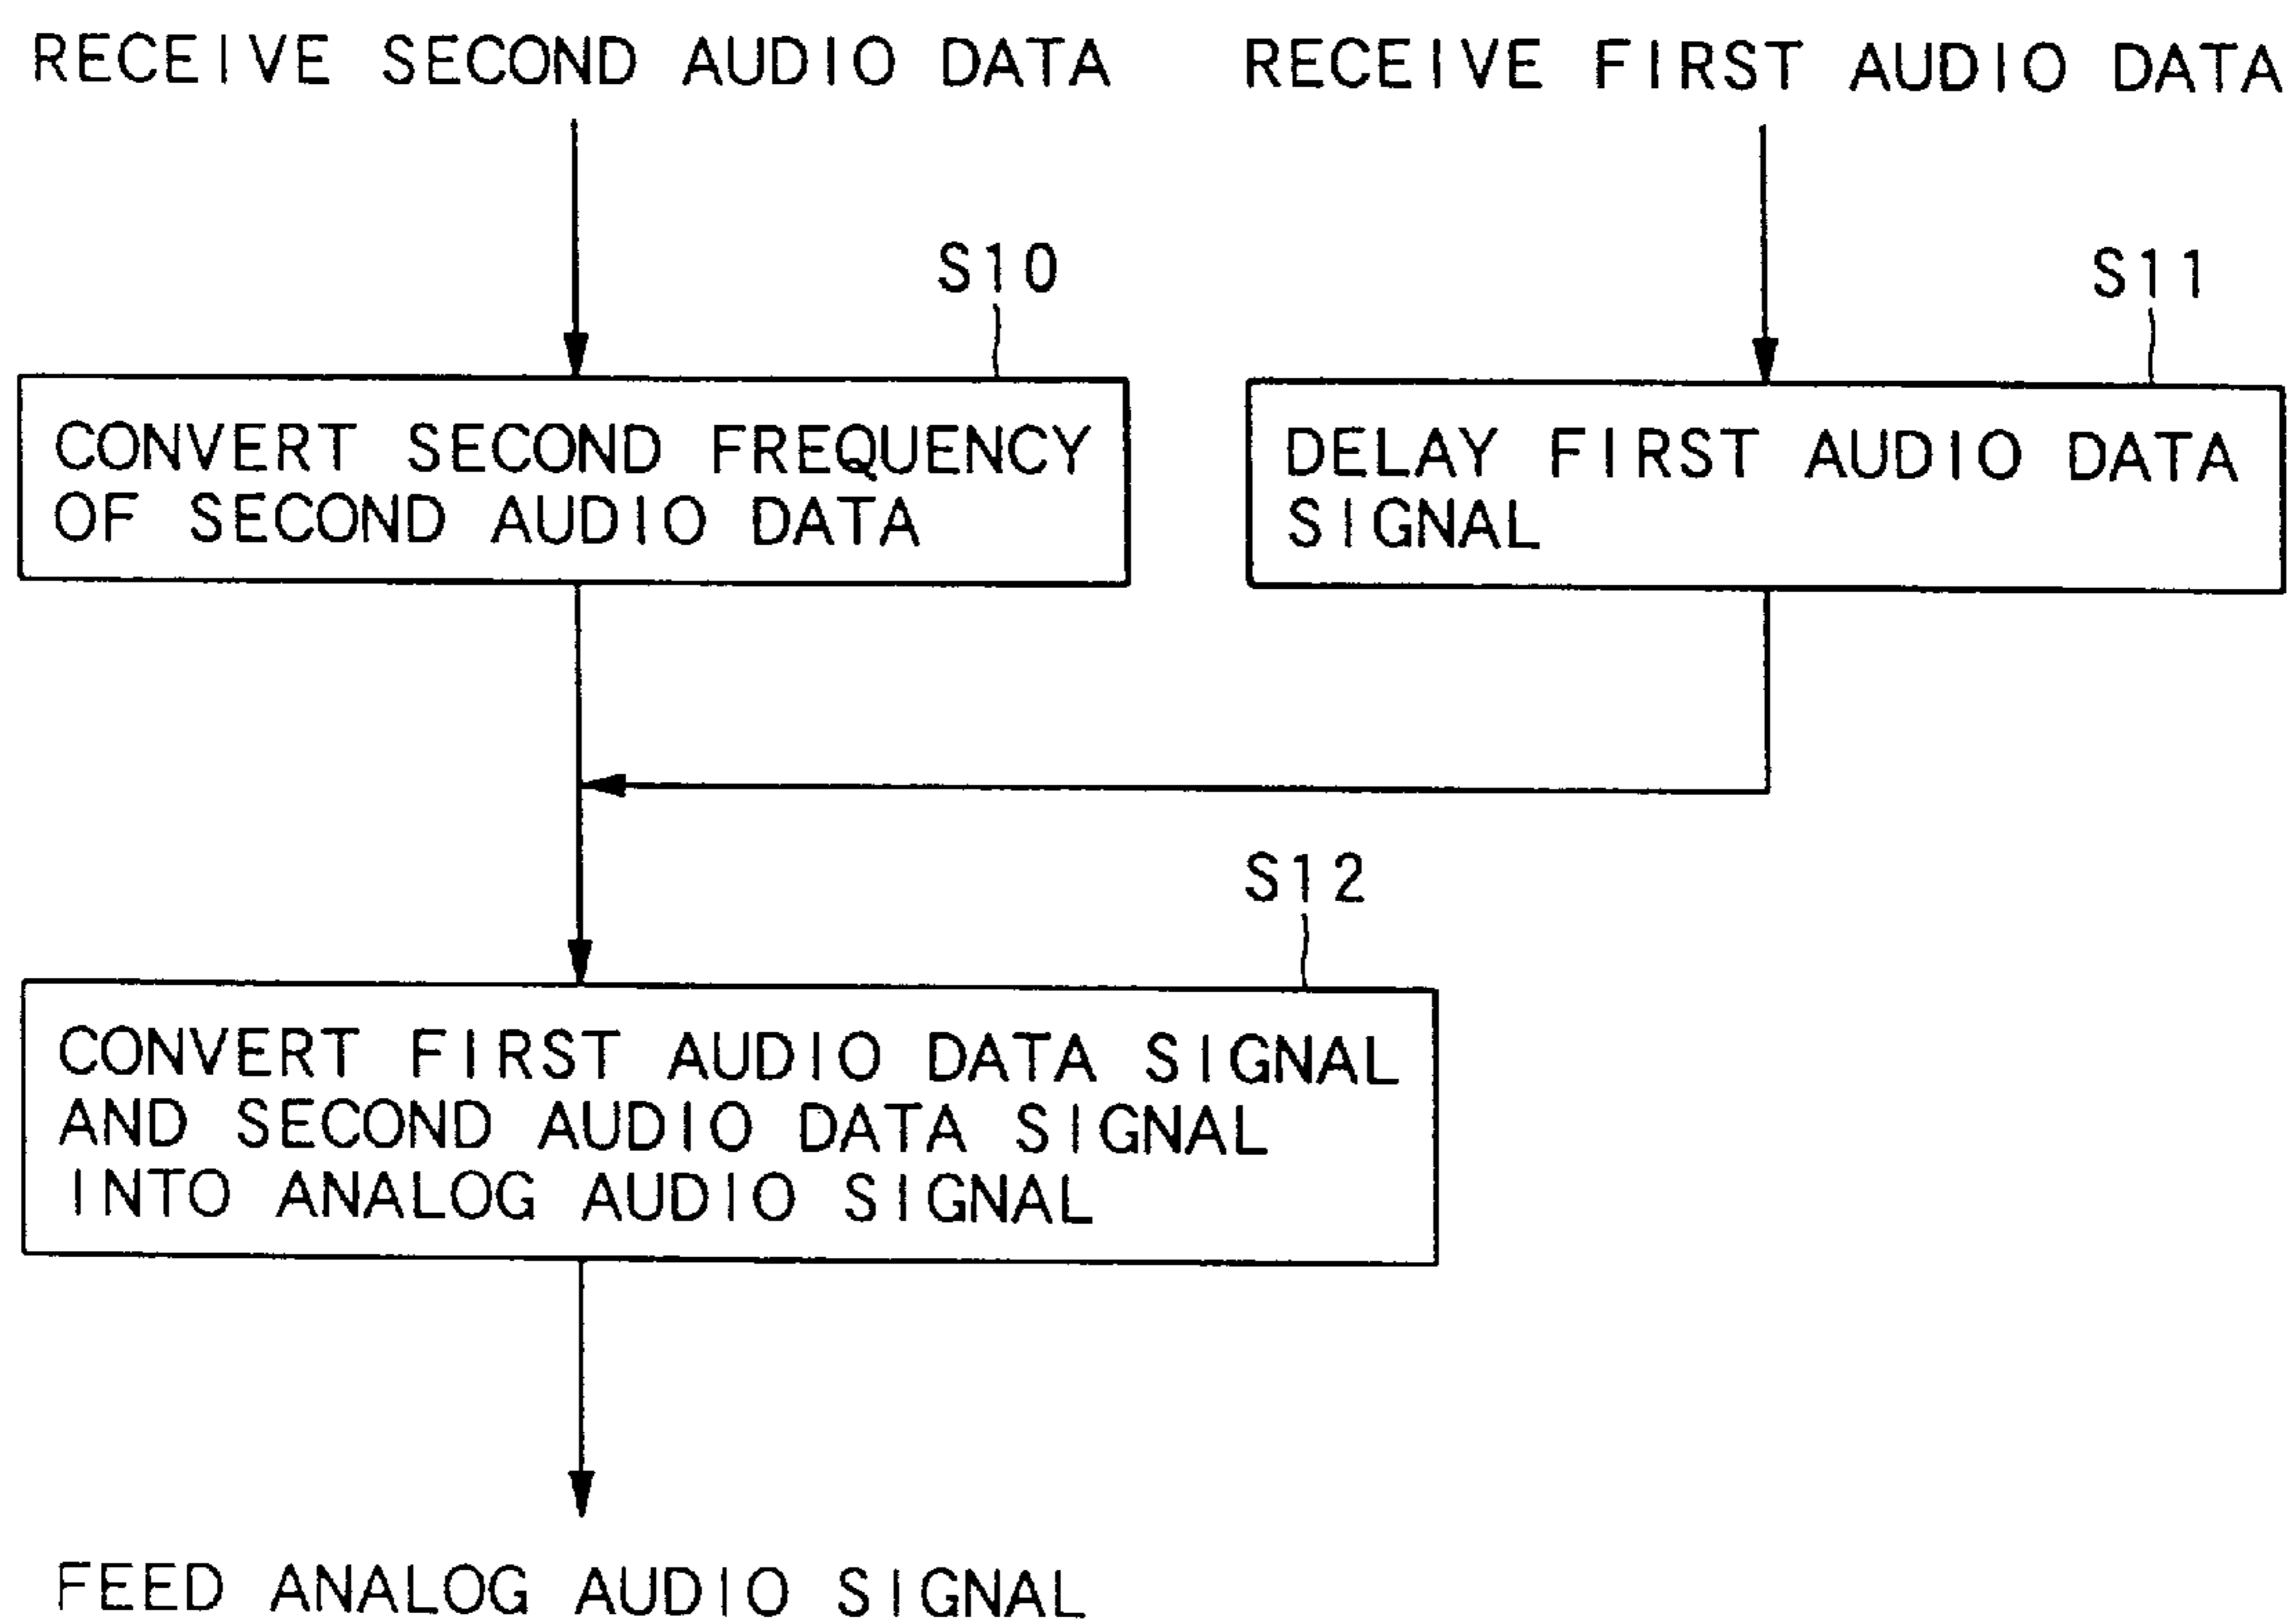 RECEIVE SECOND AUDIO DATA
RECEIVE FIRST AUDIO DATA
S10
S11
CONVERT SECOND FREQUENCY
OF SECOND AUDIO DATA
DELAY FIRST AUDIO DATA
SIGNAL
S12
CONVERT FIRST AUDIO DATA SIGNAL
AND SECOND AUDIO DATA SIGNAL
INTO ANALOG AUDIO SIGNAL
FEED ANALOG AUDIO SIGNAL